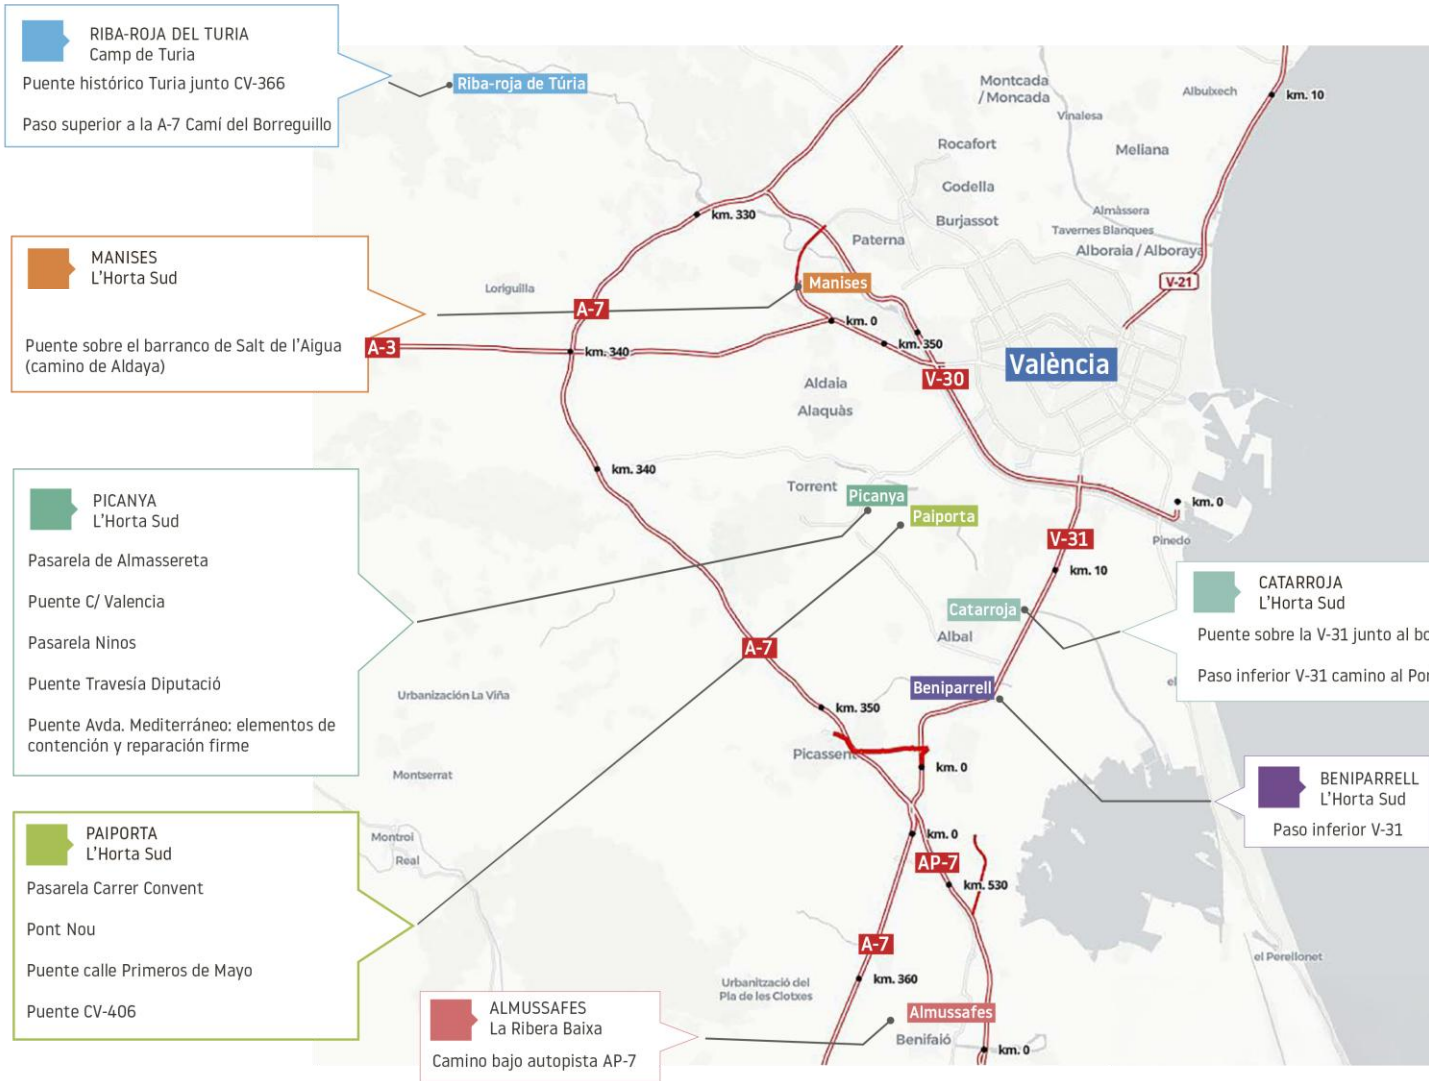 RIBA-ROJA DEL TURIA
Camp de Turia
Puente histórico Turia junto CV-366
Paso superior a la A-7 Camí del Borreguillo
MANISES
L'Horta Sud
Puente sobre el barranco de Salt de l'Aigua
(camino de Aldaya)
PICANYA
L'Horta Sud
Pasarela de Almassereta
Puente C/ Valencia
Pasarela Ninos
Puente Travesía Diputació
Puente Avda. Mediterráneo: elementos de
contención y reparación firme
PAIPORTA
L'Horta Sud
Pasarela Carrer Convent
Pont Nou
Puente calle Primeros de Mayo
Puente CV-406
ALMUSSAFES
La Ribera Baixa
Camino bajo autopista AP-7
CATARROJA
L'Horta Sud
Puente sobre la V-31 junto al
Paso inferior V-31 camino al
BENIPARRELL
L'Horta Sud
Paso inferior V-31
Riba-roja de Túria
Montcada
/ Moncada
Albuixech
km. 10
Vinalesa
Rocafort
Meliana
Godella
km. 330
Burjassot
Almàssera
Tavernes Blanques
Paterna
Alboraia / Alboraya
Manises
V-21
Loriguilla
A-7
km. 0
A-3
km. 340
km. 350
València
V-30
Aldaia
Alaquàs
km. 340
Torrent
Picanya
km. 0
Paiporta
V-31
Pinedo
km. 10
Catarroja
Albal
A-7
el
Beniparrell
Urbanización La Viña
km. 350
Picassent
km. 0
Montserrat
Montroi
km. 0
Real
AP-7
km. 530
A-7
el Perellonet
km. 360
Urbanització del
Pla de les Clotxes
Almussafes
Benifaió
km. 0